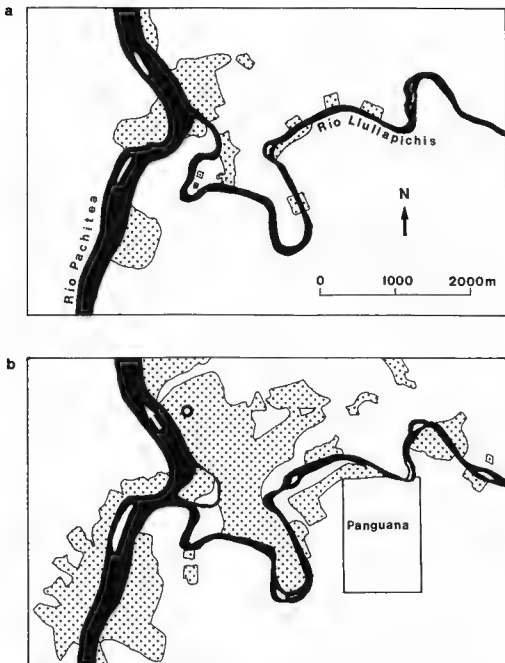 a
Rio Llullapichis
N
Rio Pachitea
0 1000 2000m
b
Panguana